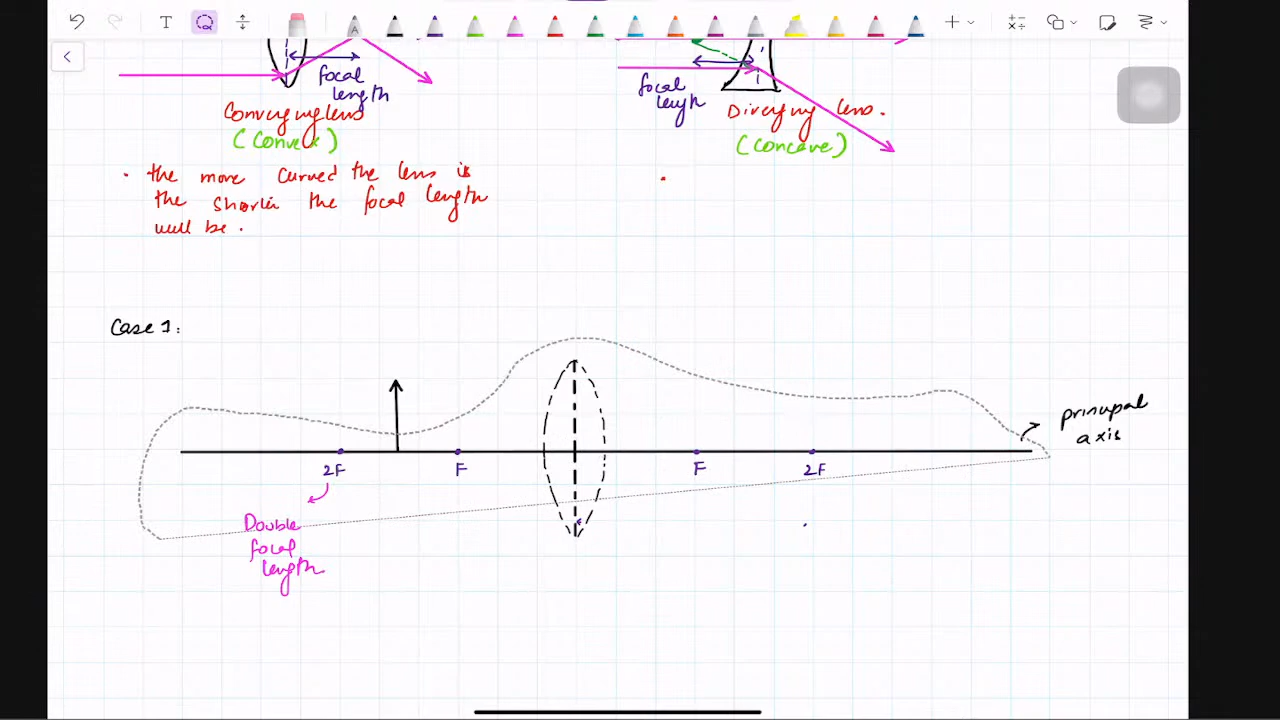 T
A
focal
length
focal
length
Converging lens
(Convex)
Diverging lens.
(Concave)
• the more curved the lens is
the shorter the focal length
will be.
Case 1:
principal
axis
2F
F
F
2F
Double
focal
length